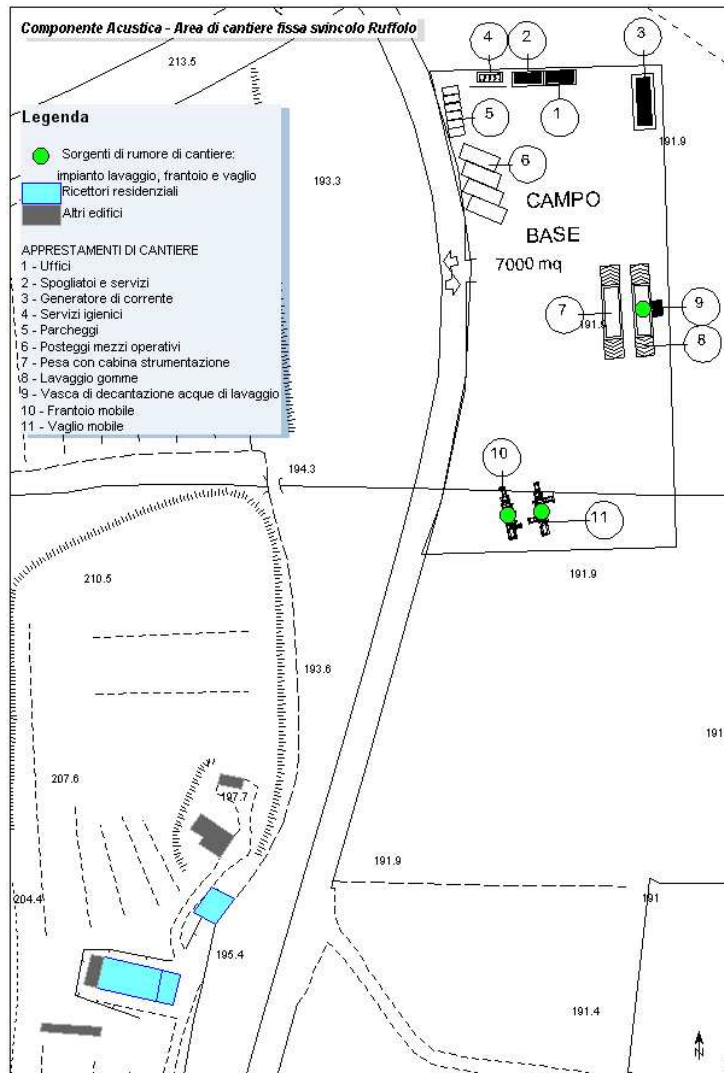 Componente Acustica - Area di cantiere fissa svincolo Ruffolo
213.5
4
2
3
Legenda
Sorgenti di rumore di cantiere:
impianto lavaggio, frantoio e vaglio
Ricettori residenziali
Altri edifici
APPRESTAMENTI DI CANTIERE
1 - Uffici
2 - Spogliatoi e servizi
3 - Generatore di corrente
4 - Servizi igienici
5 - Parcheggi
6 - Posteggi mezzi operativi
7 - Pesa con cabina strumentazione
8 - Lavaggio gomme
9 - Vasca di decantazione acque di lavaggio
10 - Frantoio mobile
11 - Vaglio mobile
5
1
191.9
6
193.3
CAMPO
BASE
7000 mq
7
9
8
194.3
10
11
210.5
191.9
193.6
191
207.6
197.7
191.9
204.4
191
195.4
191.4
N